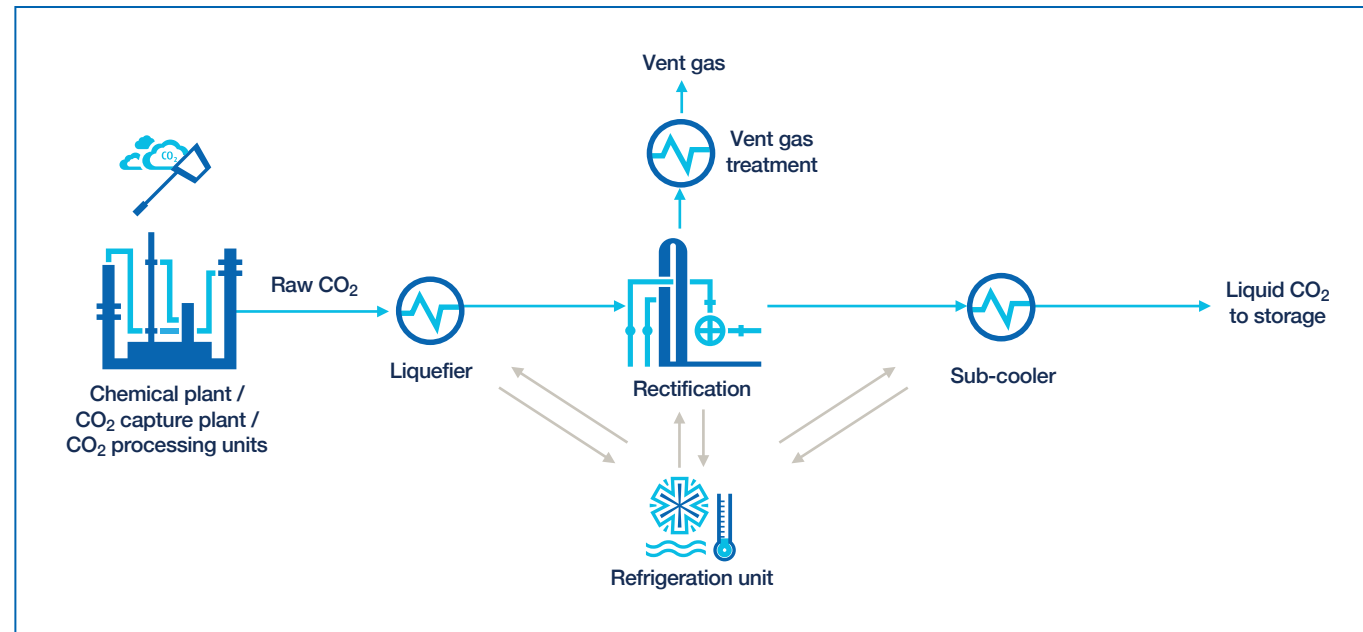 Vent gas
Vent gas
treatment
CO₂
Raw CO₂
Liquid CO₂
to storage
Liquefier
Rectification
Sub-cooler
Chemical plant /
CO₂ capture plant /
CO₂ processing units
Refrigeration unit